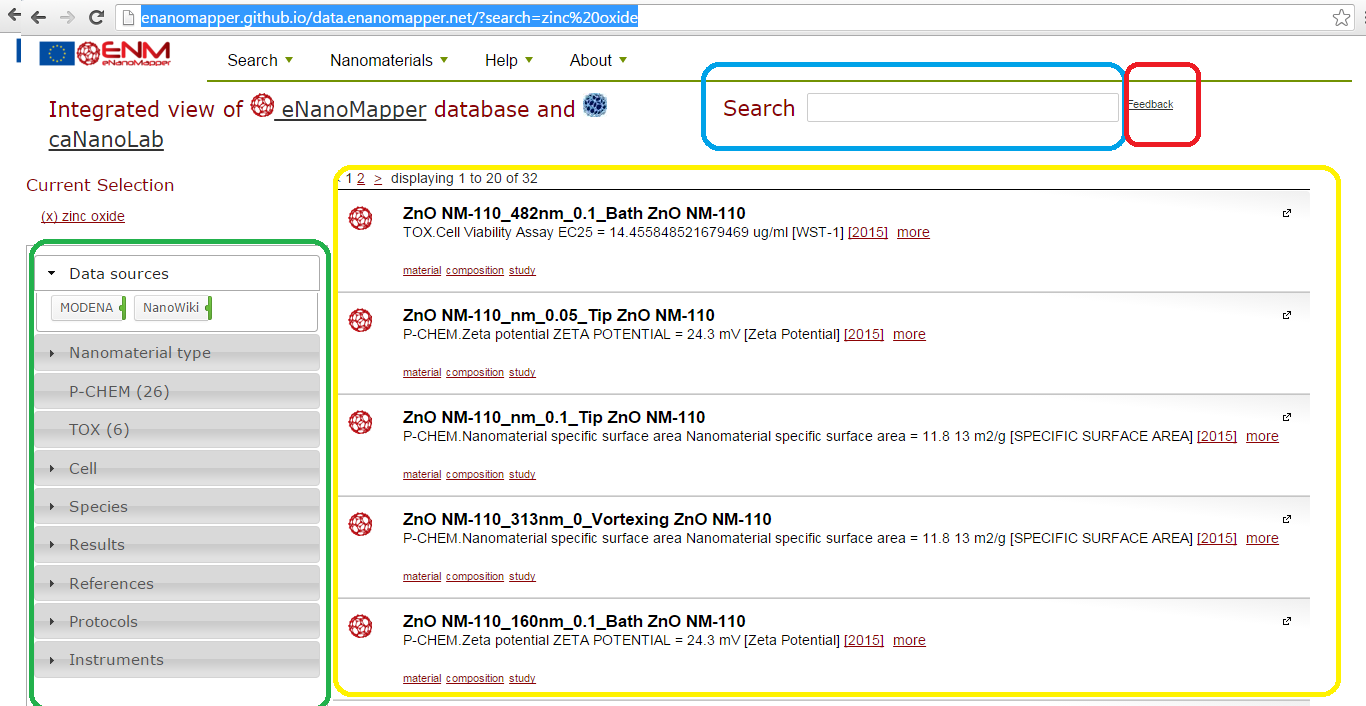 enanomapper.github.io/data.enanomapper.net/?search=zinc%20oxide
ENM
eNanoMapper
Search Nanomaterials Help About
Integrated view of eNanoMapper database and
caNanoLab
Search
Feedback
Current Selection
(x) zinc oxide
Data sources
MODENA NanoWiki
Nanomaterial type
P-CHEM (26)
TOX (6)
Cell
Species
Results
References
Protocols
Instruments
1 2 > displaying 1 to 20 of 32
ZnO NM-110_482nm_0.1_Bath ZnO NM-110
TOX.Cell Viability Assay EC25 = 14.455848521679469 ug/ml [WST-1] [2015] more
material composition study
ZnO NM-110_nm_0.05_Tip ZnO NM-110
P-CHEM.Zeta potential ZETA POTENTIAL = 24.3 mV [Zeta Potential] [2015] more
material composition study
ZnO NM-110_nm_0.1_Tip ZnO NM-110
P-CHEM.Nanomaterial specific surface area Nanomaterial specific surface area = 11.8 13 m2/g [SPECIFIC SURFACE AREA] [2015] more
material composition study
ZnO NM-110_313nm_0_Vortexing ZnO NM-110
P-CHEM.Nanomaterial specific surface area Nanomaterial specific surface area = 11.8 13 m2/g [SPECIFIC SURFACE AREA] [2015] more
material composition study
ZnO NM-110_160nm_0.1_Bath ZnO NM-110
P-CHEM.Zeta potential ZETA POTENTIAL = 24.3 mV [Zeta Potential] [2015] more
material composition study